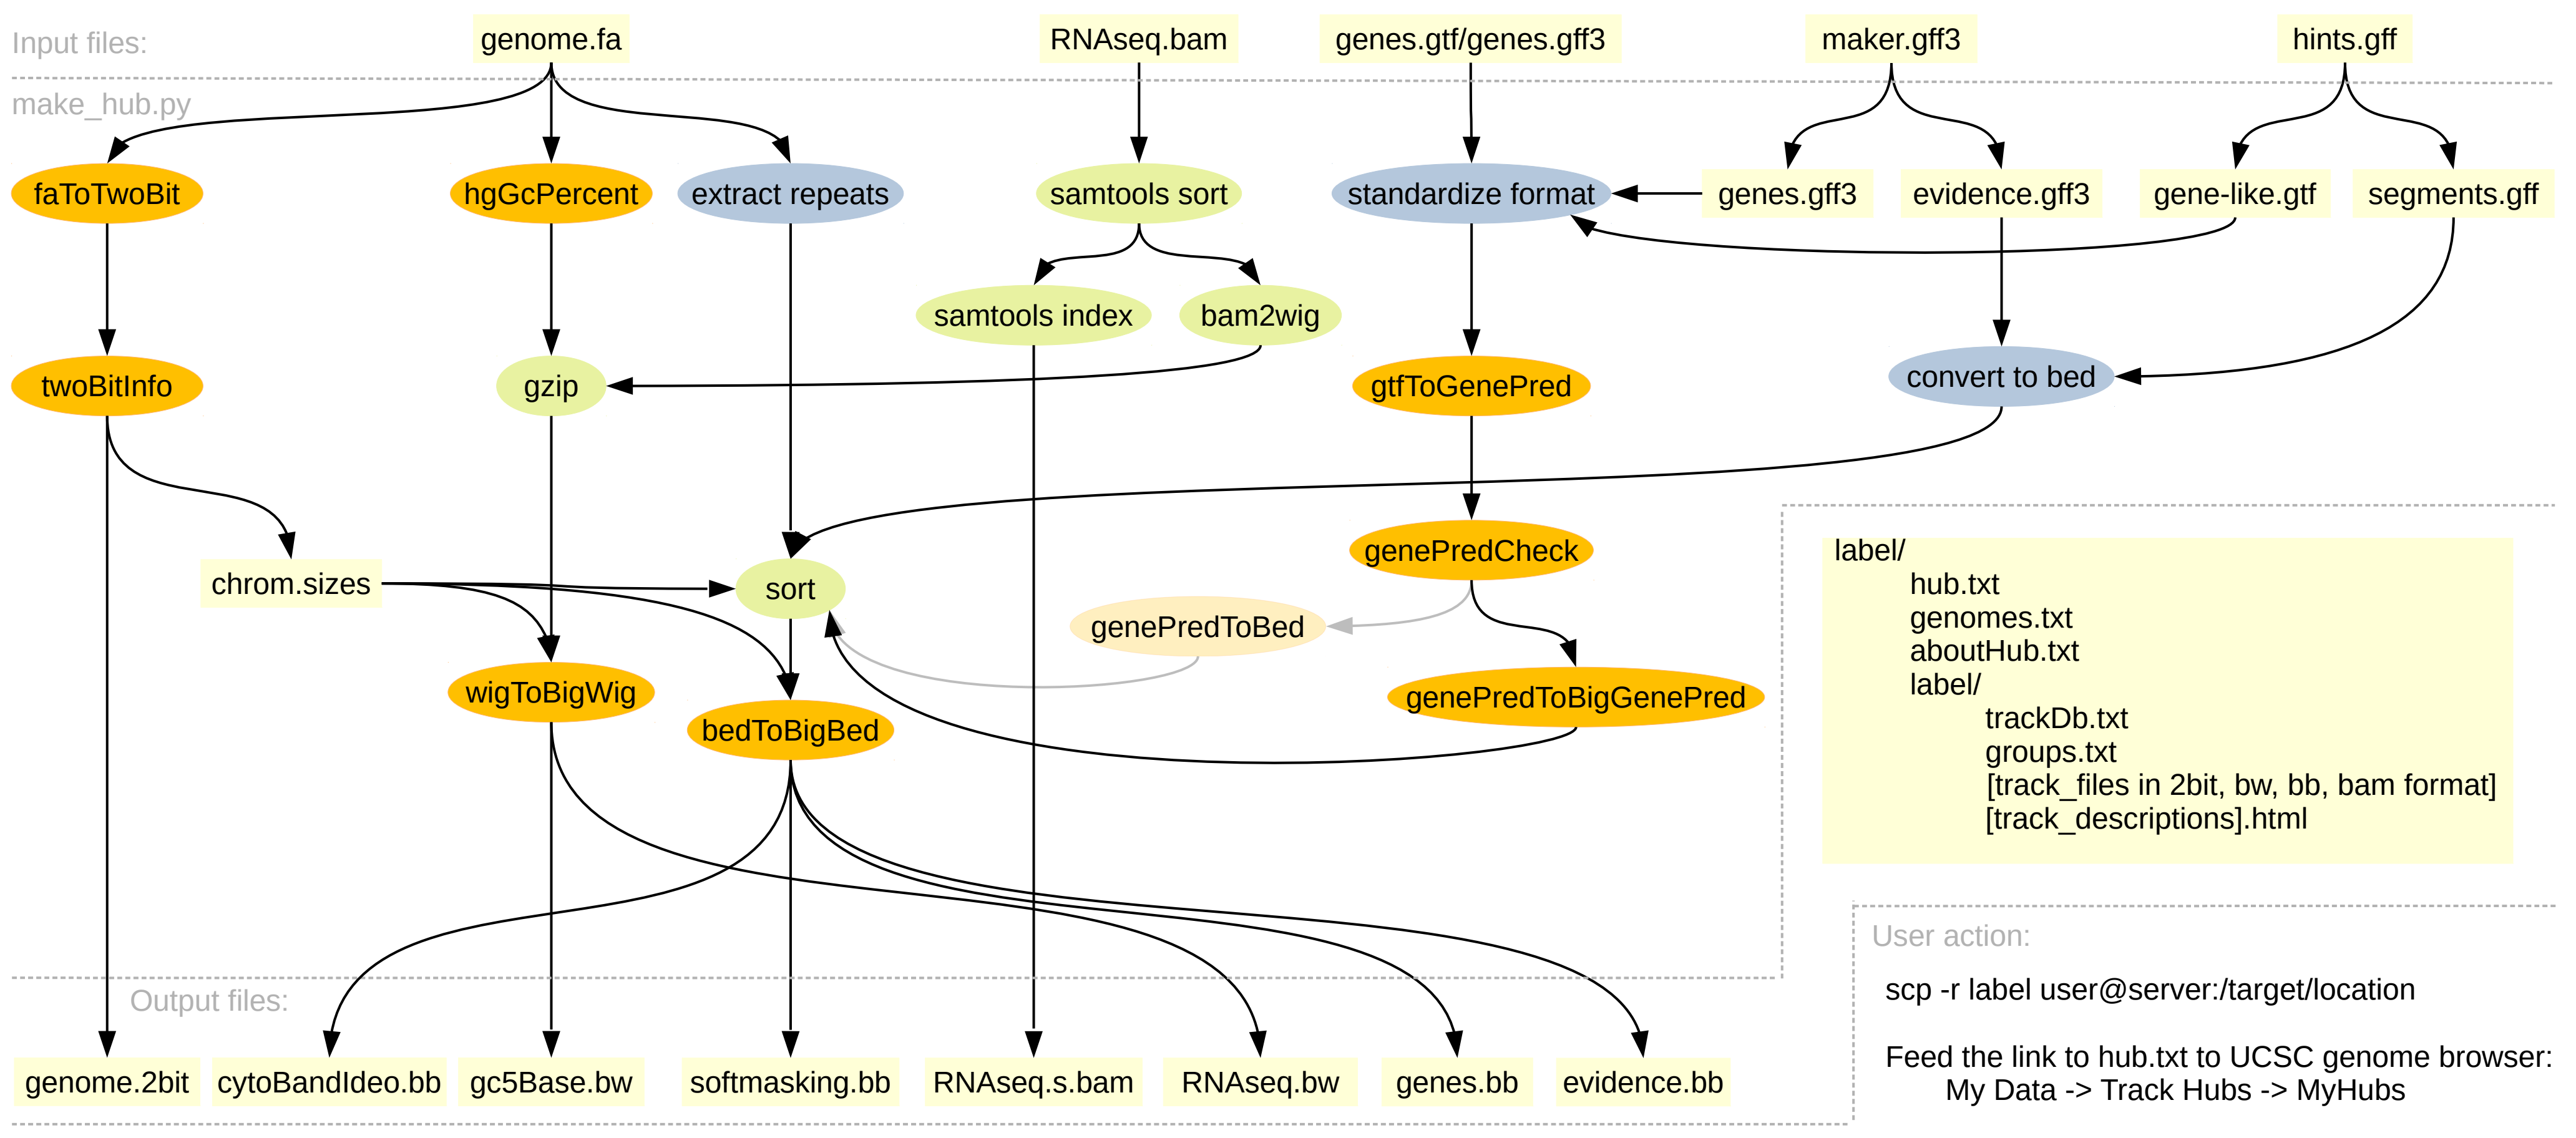 Input files:
genome.fa
RNAseq.bam
genes.gtf/genes.gff3
maker.gff3
hints.gff
make_hub.py
faToTwoBit
hgGcPercent
extract repeats
samtools sort
standardize format
genes.gff3
evidence.gff3
gene-like.gtf
segments.gff
samtools index
bam2wig
twoBitInfo
gzip
gtfToGenePred
convert to bed
chrom.sizes
sort
genePredCheck
genePredToBed
wigToBigWig
bedToBigBed
genePredToBigGenePred
label/
hub.txt
genomes.txt
aboutHub.txt
label/
trackDb.txt
groups.txt
[track_files in 2bit, bw, bb, bam format]
[track_descriptions].html
Output files:
genome.2bit
cytoBandIdeo.bb
gc5Base.bw
softmasking.bb
RNAseq.s.bam
RNAseq.bw
genes.bb
evidence.bb
User action:
scp -r label user@server:/target/location
Feed the link to hub.txt to UCSC genome browser:
My Data -> Track Hubs -> MyHubs